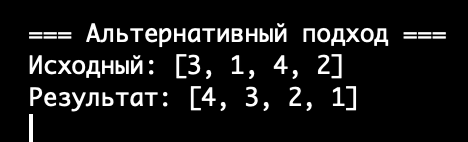 === Альтернативный подход ===
Исходный: [3, 1, 4, 2]
Результат: [4, 3, 2, 1]